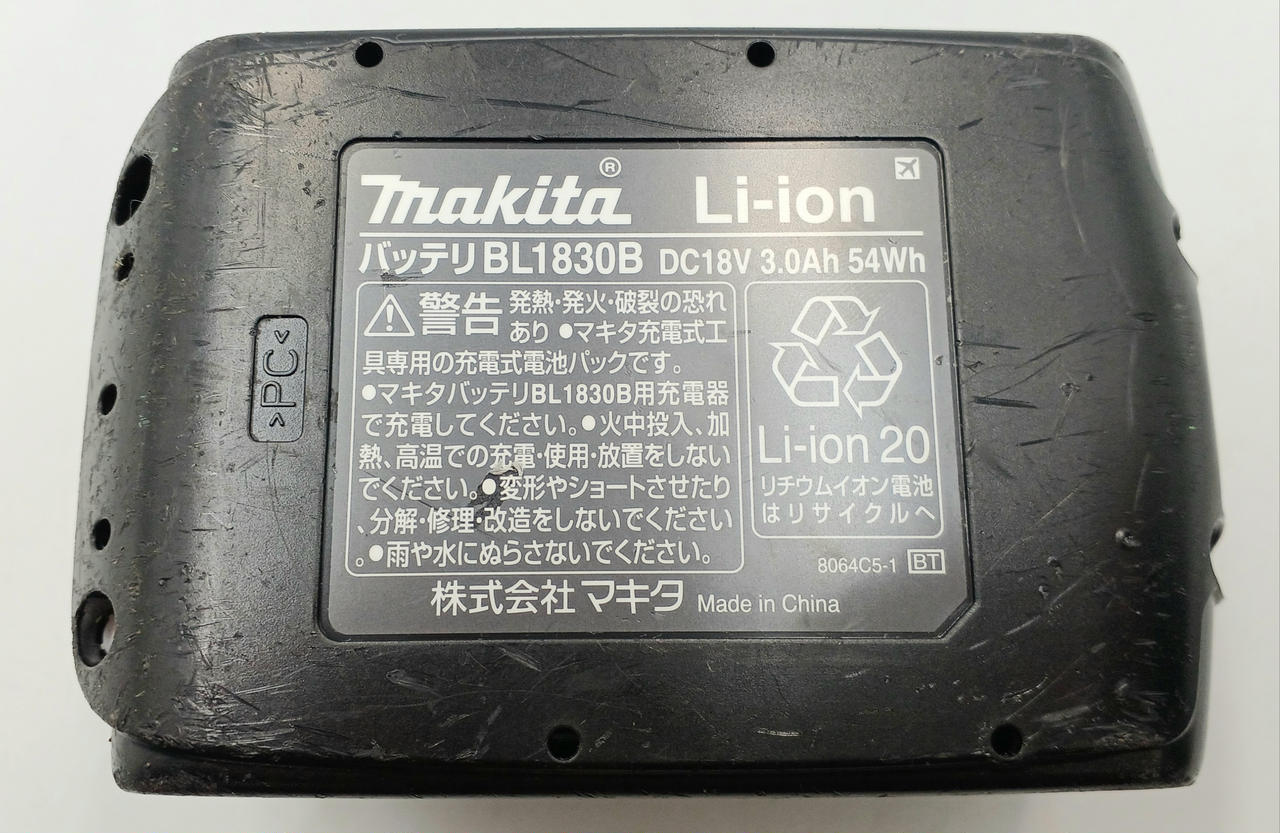 makita® Li-ion
バッテリBL1830B DC18V 3.0Ah 54Wh
>PC<
警告 発熱・発火・破裂の恐れ
あり ●マキタ充電式工
具専用の充電式電池パックです。
●マキタバッテリBL1830B用充電器
で充電してください。●火中投入、加
熱、高温での充電・使用・放置をしない
でください。●変形やショートさせたり
、分解・修理・改造をしないでください
。●雨や水にぬらさないでください。
Li-ion 20
リチウムイオン電池
はリサイクルへ
8064C5-1 BT
株式会社 マキタ Made in China